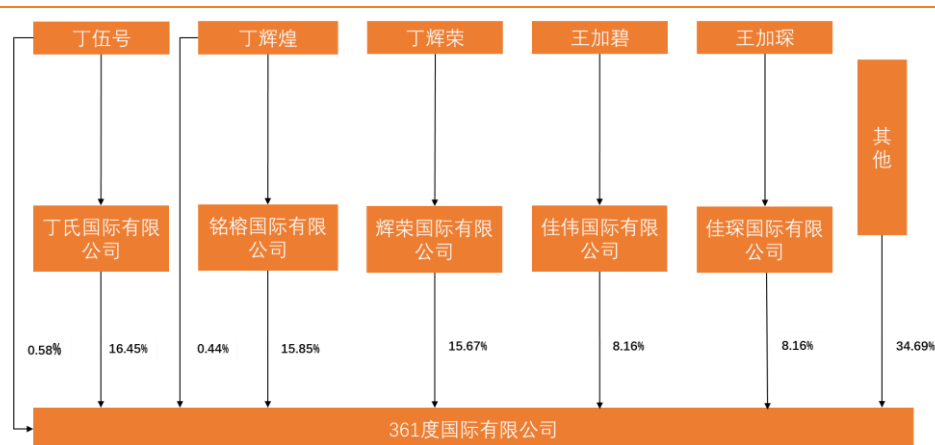 丁伍号
丁辉煌
丁辉荣
王加碧
王加琛
其他
丁氏国际有限
公司
铭榕国际有限
公司
辉荣国际有限
公司
佳伟国际有限
公司
佳琛国际有限
公司
0.58%
16.45%
0.44%
15.85%
15.67%
8.16%
8.16%
34.69%
361度国际有限公司